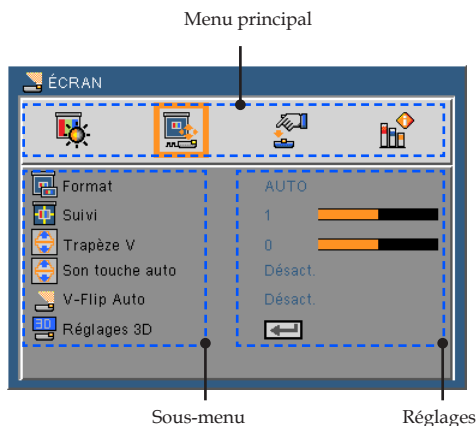 Menu principal
ÉCRAN
Format AUTO
Suivi 1
Trapèze V 0
Son touche auto Désact.
V-Flip Auto Désact.
3D Réglages 3D
Sous-menu Réglages